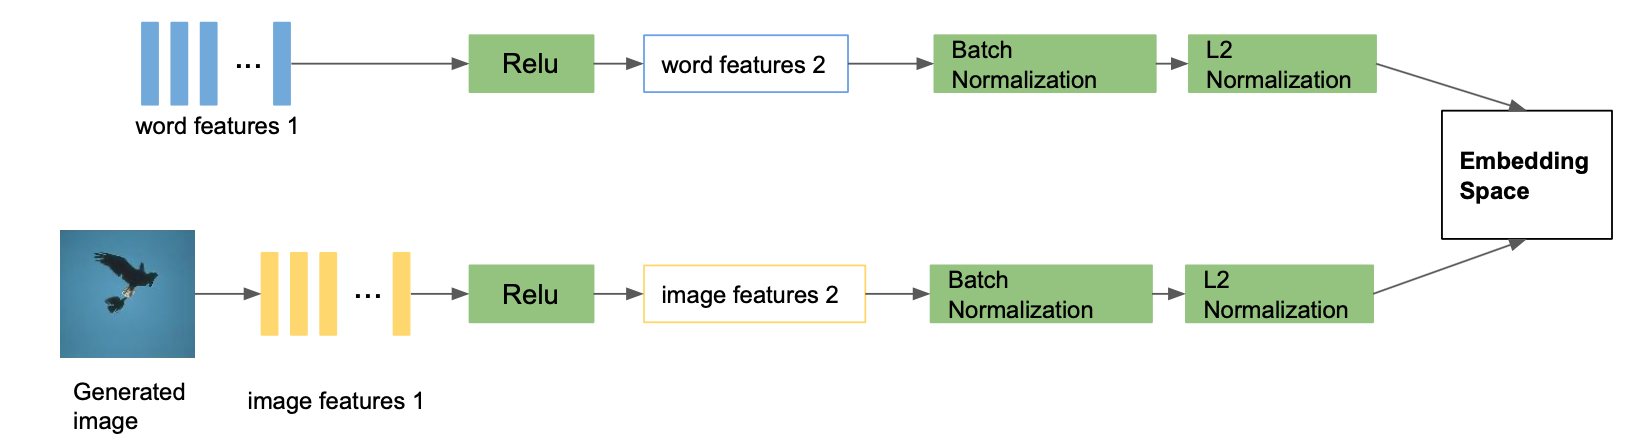 Relu
word features 2
Batch
Normalization
L2
Normalization
word features 1
Embedding
Space
Relu
image features 2
Batch
Normalization
L2
Normalization
Generated
image
image features 1